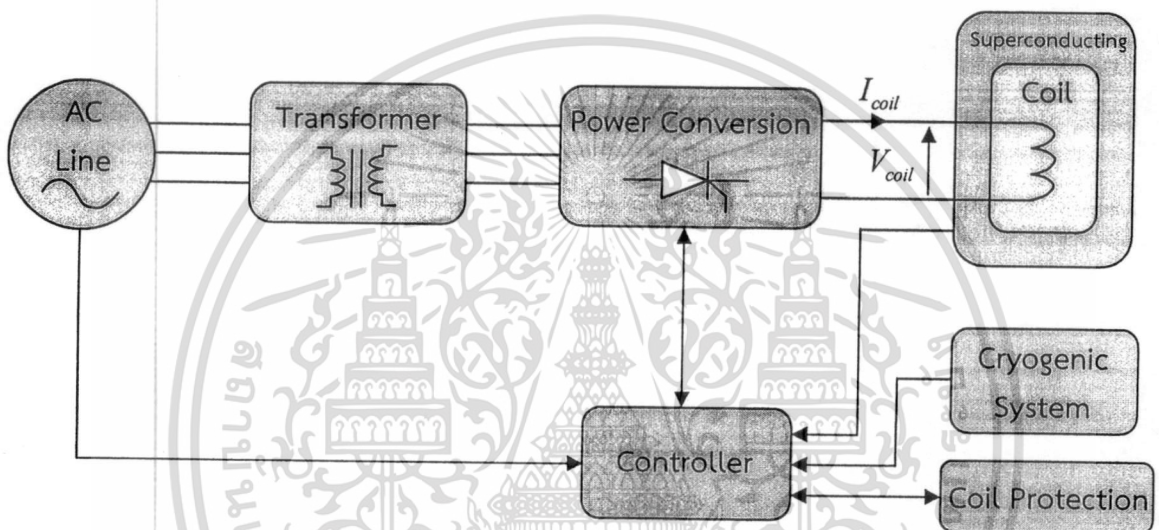 AC
Line
Transformer
Power Conversion
I_coil
V_coil
Superconducting
Coil
Controller
Cryogenic
System
Coil Protection